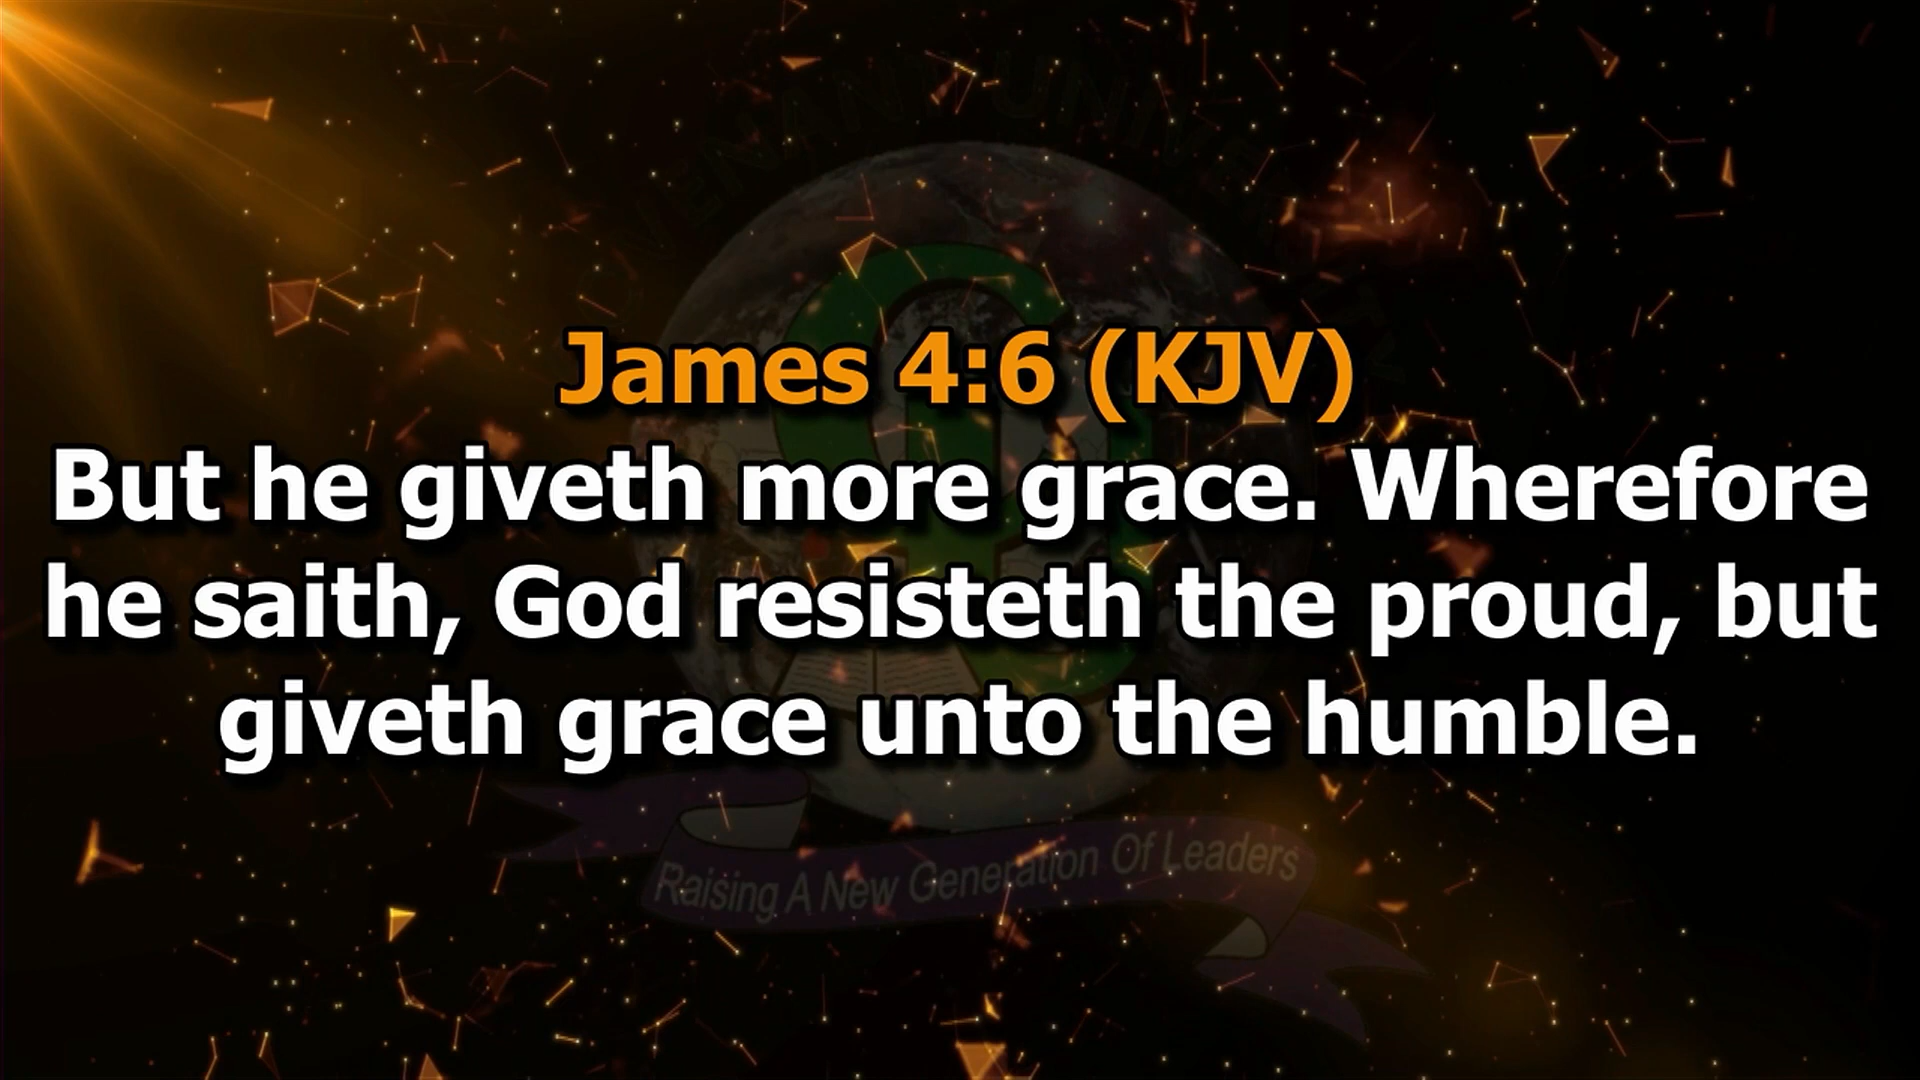 James 4:6 (KJV)
But he giveth more grace. Wherefore
he saith, God resisteth the proud, but
giveth grace unto the humble.
Raising A New Generation Of Leaders